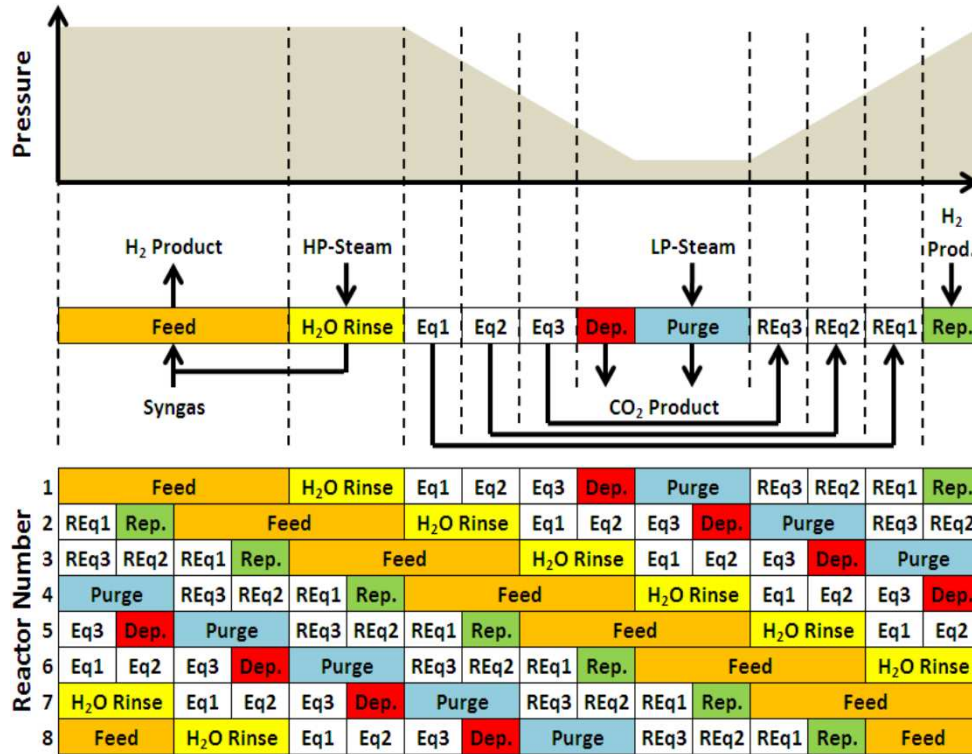 Pressure
H₂ Product
HP-Steam
LP-Steam
H₂
Prod.
Feed H₂O Rinse Eq1 Eq2 Eq3 Dep. Purge REq3 REq2 REq1 Rep.
Syngas
CO₂ Product
Reactor Number
1 Feed H₂O Rinse Eq1 Eq2 Eq3 Dep. Purge REq3 REq2 REq1 Rep.
2 REq1 Rep. Feed H₂O Rinse Eq1 Eq2 Eq3 Dep. Purge REq3 REq2
3 REq3 REq2 REq1 Rep. Feed H₂O Rinse Eq1 Eq2 Eq3 Dep. Purge
4 Purge REq3 REq2 REq1 Rep. Feed H₂O Rinse Eq1 Eq2 Eq3 Dep.
5 Eq3 Dep. Purge REq3 REq2 REq1 Rep. Feed H₂O Rinse Eq1 Eq2
6 Eq1 Eq2 Eq3 Dep. Purge REq3 REq2 REq1 Rep. Feed H₂O Rinse
7 H₂O Rinse Eq1 Eq2 Eq3 Dep. Purge REq3 REq2 REq1 Rep. Feed
8 Feed H₂O Rinse Eq1 Eq2 Eq3 Dep. Purge REq3 REq2 REq1 Rep. Feed